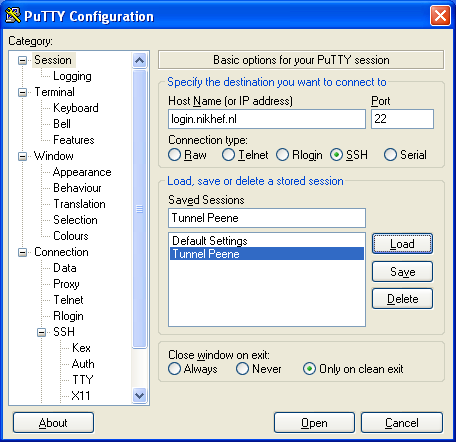 PuTTY Configuration
Category:
Session
Logging
Terminal
Keyboard
Bell
Features
Window
Appearance
Behaviour
Translation
Selection
Colours
Connection
Data
Proxy
Telnet
Rlogin
SSH
Kex
Auth
TTY
X11
Basic options for your PuTTY session
Specify the destination you want to connect to
Host Name (or IP address) Port
login.nikhef.nl 22
Connection type:
Raw Telnet Rlogin SSH Serial
Load, save or delete a stored session
Saved Sessions
Tunnel Peene
Default Settings
Tunnel Peene
Load
Save
Delete
Close window on exit:
Always Never Only on clean exit
About Open Cancel